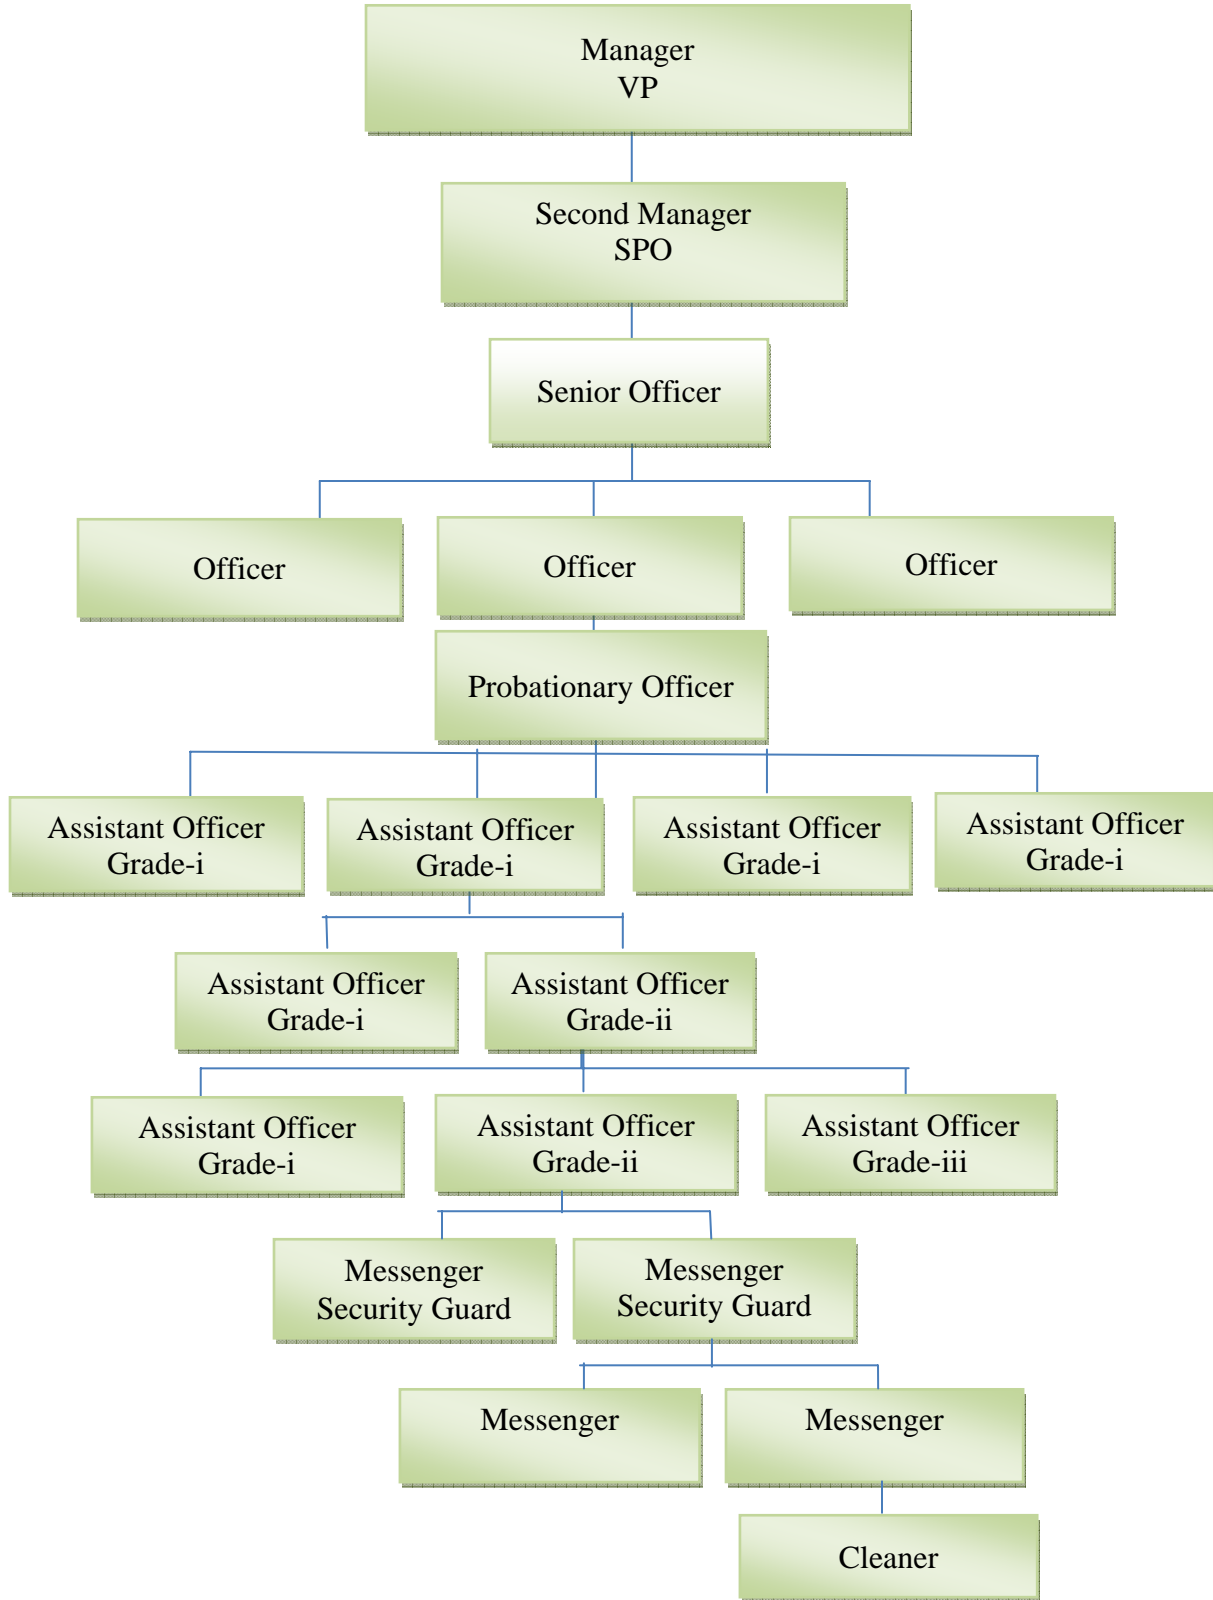 Manager
VP
Second Manager
SPO
Senior Officer
Officer
Officer
Officer
Probationary Officer
Assistant Officer
Grade-i
Assistant Officer
Grade-i
Assistant Officer
Grade-i
Assistant Officer
Grade-i
Assistant Officer
Grade-i
Assistant Officer
Grade-ii
Assistant Officer
Grade-i
Assistant Officer
Grade-ii
Assistant Officer
Grade-iii
Messenger
Security Guard
Messenger
Security Guard
Messenger
Messenger
Cleaner